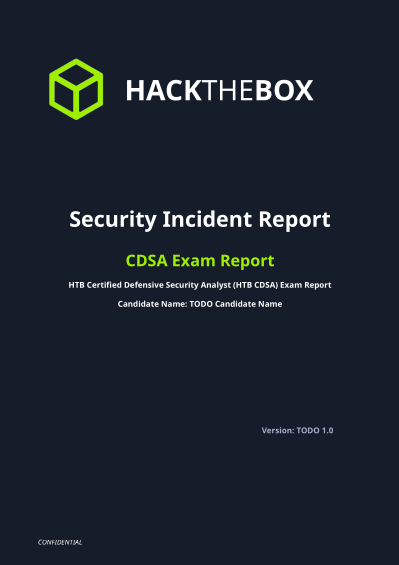 HACKTHEBOX
Security Incident Report
CDSA Exam Report
HTB Certified Defensive Security Analyst (HTB CDSA) Exam Report
Candidate Name: TODO Candidate Name
Version: TODO 1.0
CONFIDENTIAL